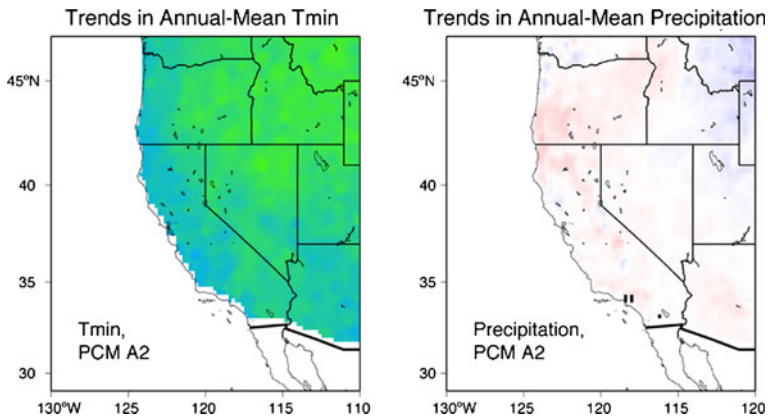 Trends in Annual-Mean Tmin
Trends in Annual-Mean Precipitation
45°N
40
35
30
Tmin,
PCM A2
130°W 125 120 115 110
45°N
40
35
30
Precipitation,
PCM A2
130°W 125 120 115 120